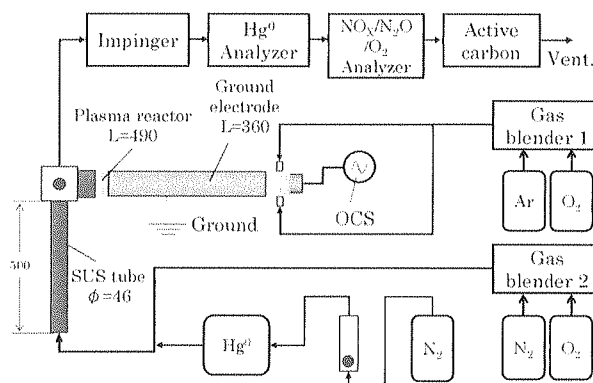 Impinger
Hg⁰
Analyzer
NOX/N2O
/O2
Analyzer
Active
carbon
Vent.
Plasma reactor
L=490
Ground
electrode
L=360
Gas
blender 1
Ar
O2
OCS
Ground
500
SUS tube
ϕ=46
Gas
blender 2
Hg⁰
N2
N2
O2